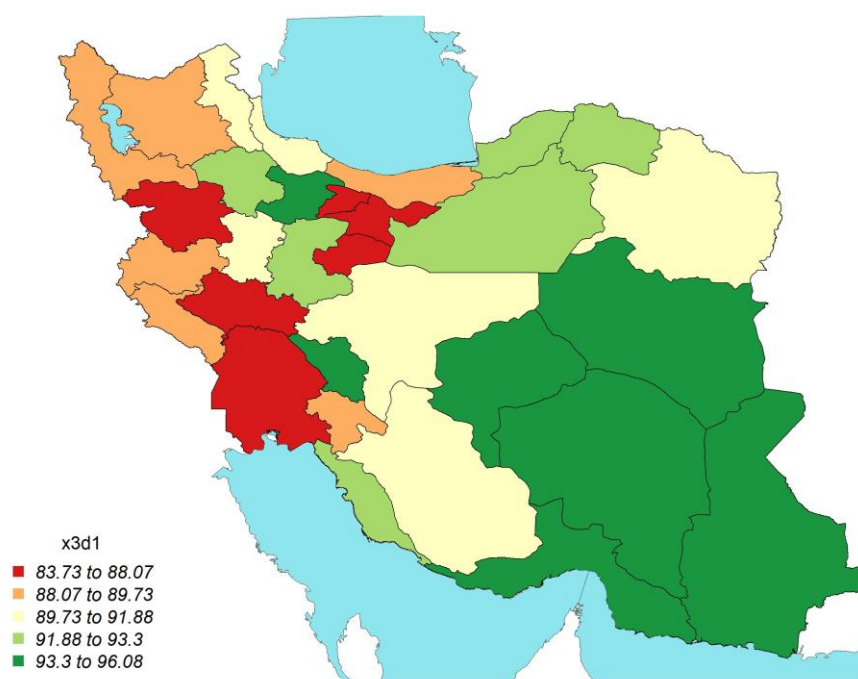 x3d1
83.73 to 88.07
88.07 to 89.73
89.73 to 91.88
91.88 to 93.3
93.3 to 96.08